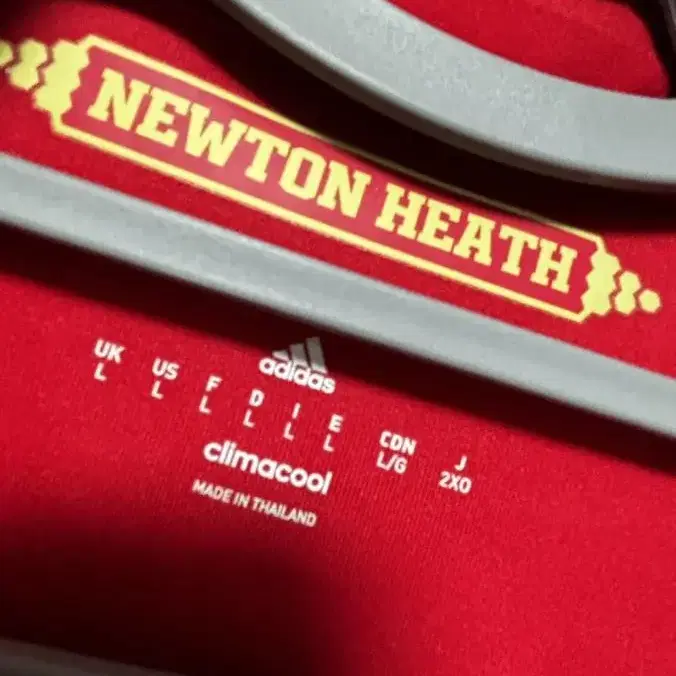 NEWTON HEATH
adidas
UK US F D I E CDN J
L L L L L L L/G 2XO
climacool
MADE IN THAILAND